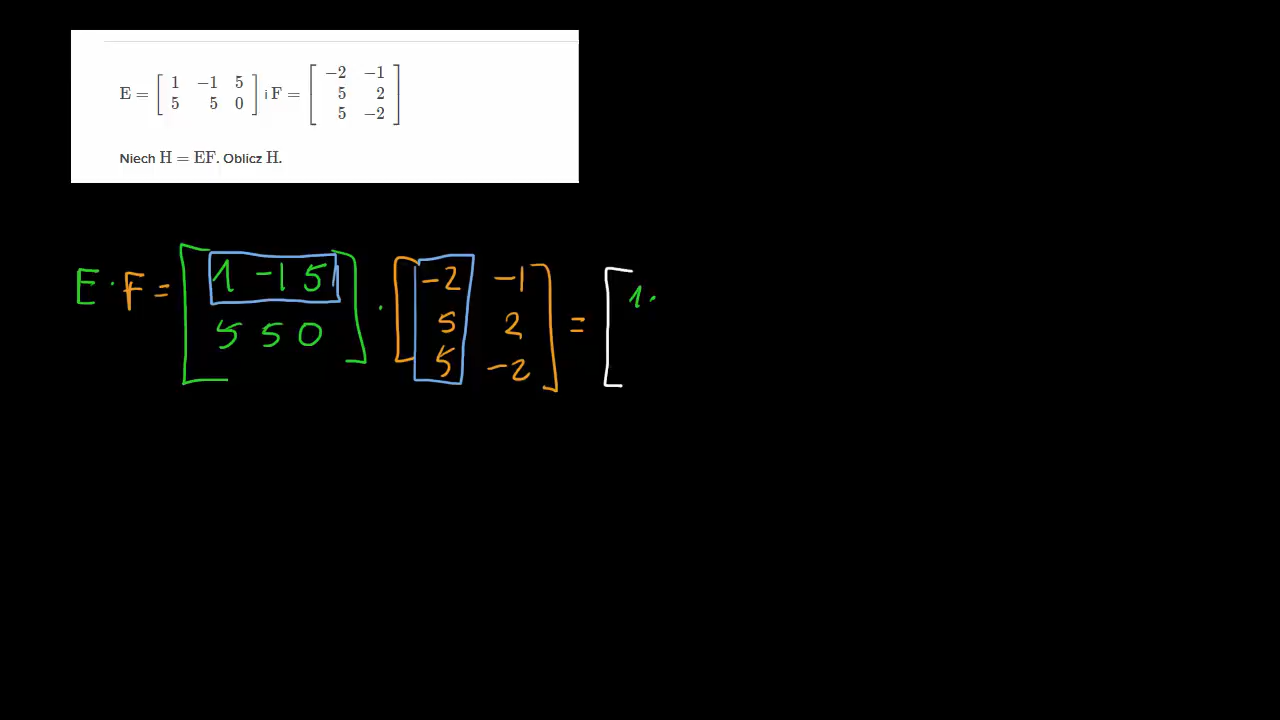 E = [ 1 −1 5 ; 5 5 0 ] i F = [ −2 −1 ; 5 2 ; 5 −2 ]
Niech H = EF. Oblicz H.
E · F = [ 1 −1 5 ; 5 5 0 ] · [ −2 −1 ; 5 2 ; 5 −2 ] = [ 1 ·